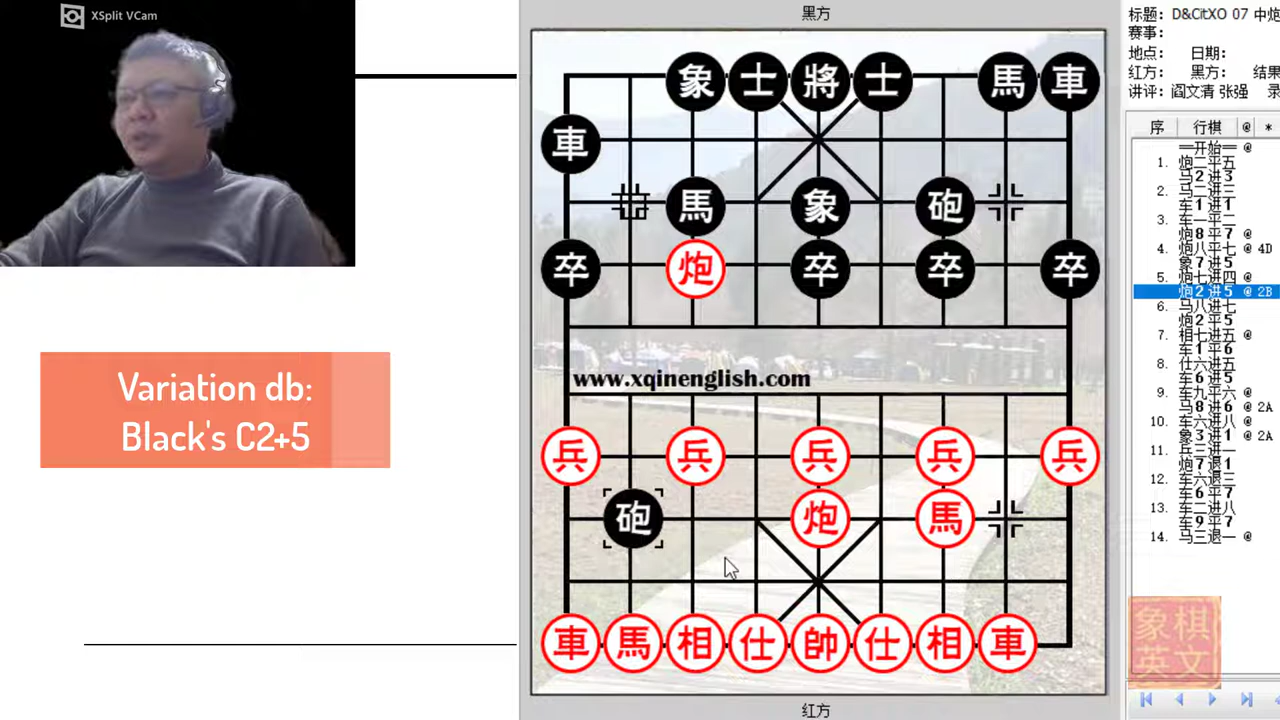 XSplit VCam
Variation db:
Black's C2+5
黑方
象 士 將 士 馬 車
車
馬 象 砲
卒 炮 卒 卒 卒
www.xqinenglish.com
兵 兵 兵 兵 兵
砲 炮 馬
車 馬 相 仕 帥 仕 相 車
红方
标题： D&CitXO 07 中炮
赛事：
地点： 日期：
红方： 黑方： 结果
讲评： 阎文清 张强 录
序 行棋 @ *
==开始== @
1. 炮二平五
马2进3
2. 马二进三
车1进1
3. 车一平二
炮8平7 @
4. 炮八平七 @ 4D
象7进5
5. 炮七进四 @
炮2进5 @ 2B
6. 马八进七
炮2平5
7. 相七进五 @
车1平6
8. 仕六进五
车6进5
9. 车九平六 @
马8进6 @ 2A
10. 车六进八 @
象3进1 @ 2A
11. 兵三进一
炮7退1
12. 车六退三
车6平7
13. 车二进八
车9平7
14. 马三退一 @
象棋
英文